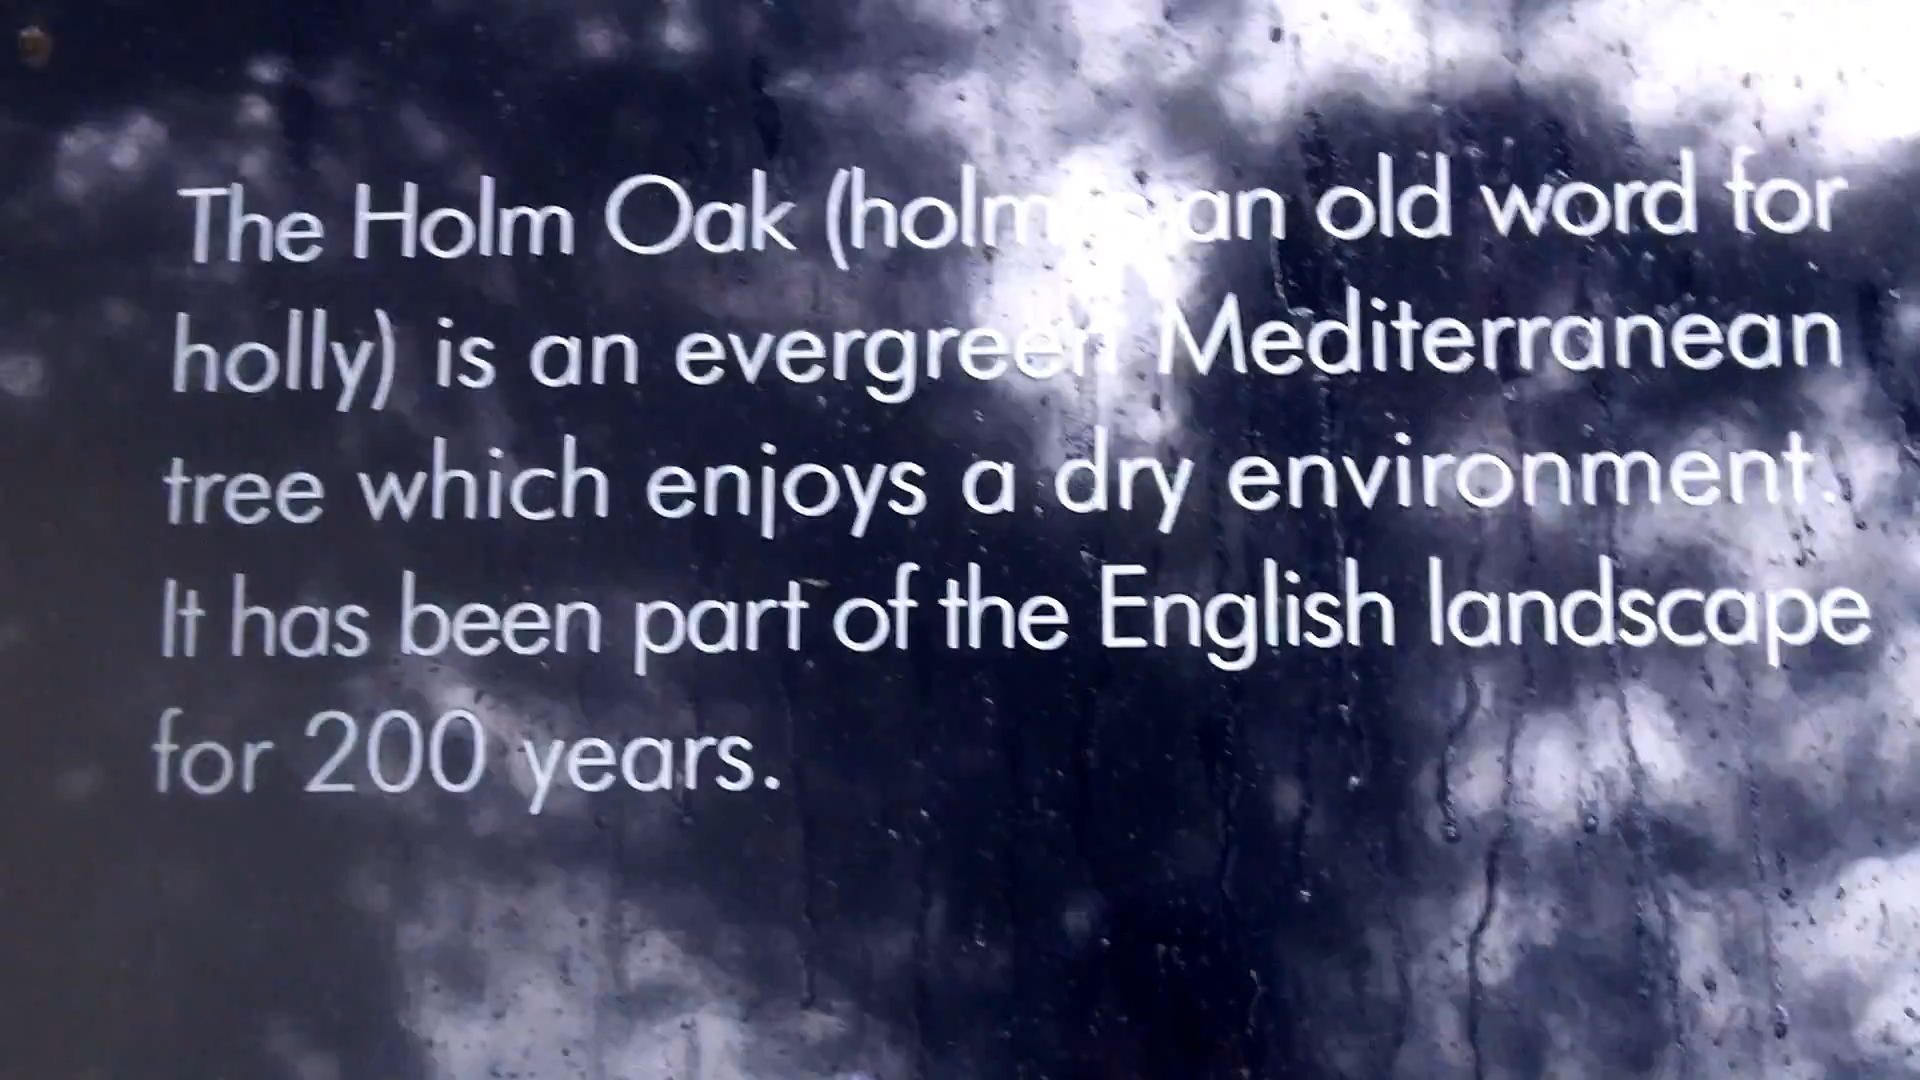 The Holm Oak (holm is an old word for
holly) is an evergreen Mediterranean
tree which enjoys a dry environment.
It has been part of the English landscape
for 200 years.